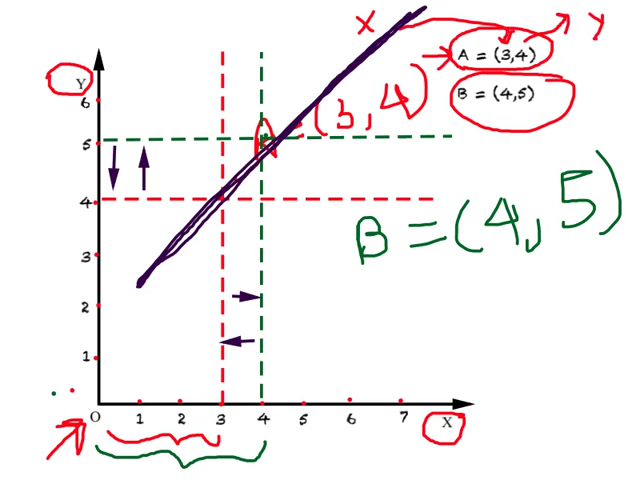 X
Y
A = (3,4)
B = (4,5)
Y
6
(3,4)
5
4
B = (4,5)
3
2
1
O 1 2 3 4 5 6 7 X